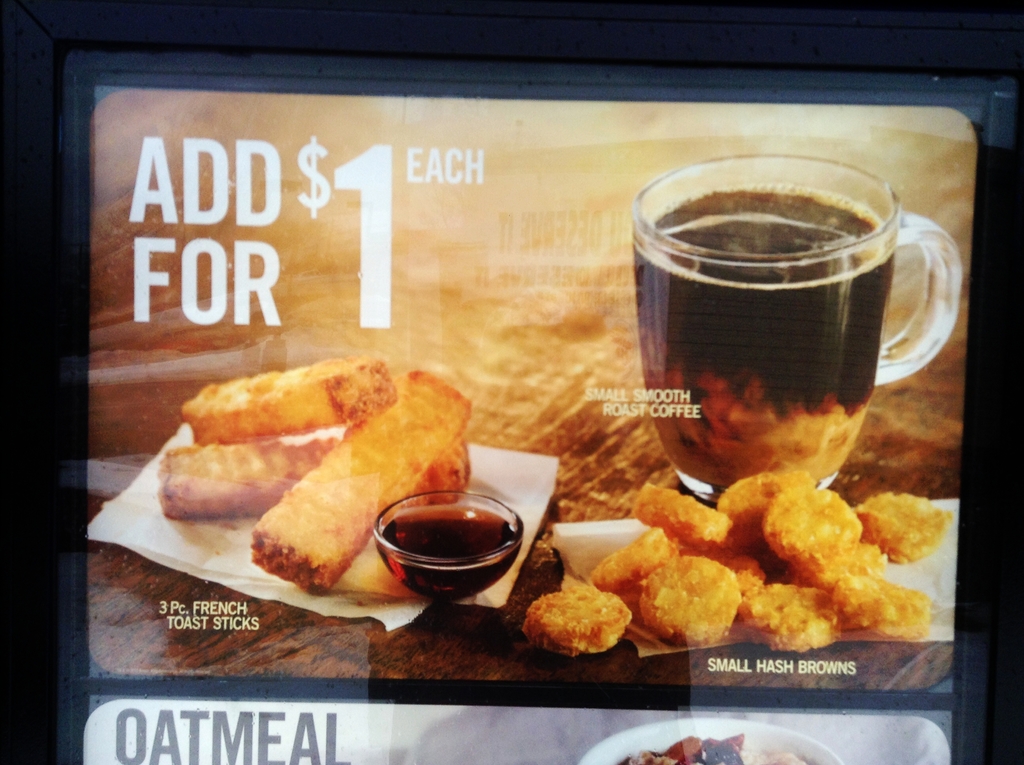 ADD $1 EACH
FOR
SMALL SMOOTH
ROAST COFFEE
3 Pc. FRENCH
TOAST STICKS
SMALL HASH BROWNS
OATMEAL